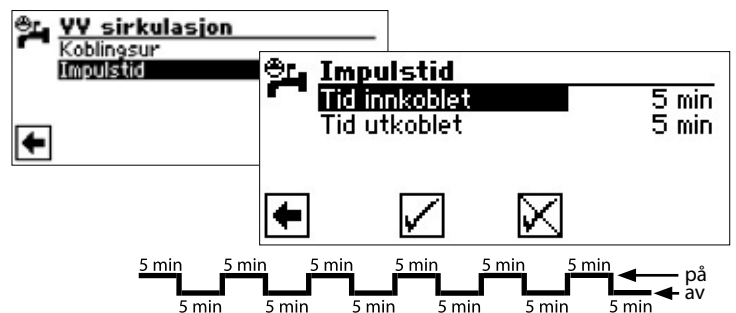 VV sirkulasjon
Koblingsur
Impulstid
Impulstid
Tid innkoblet 5 min
Tid utkoblet 5 min
5 min 5 min 5 min 5 min 5 min 5 min
på
av
5 min 5 min 5 min 5 min 5 min 5 min